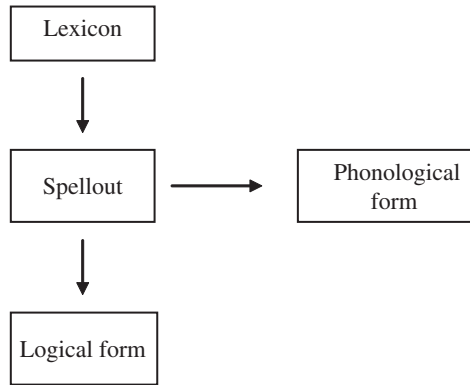 Lexicon
Spellout
Phonological
form
Logical form